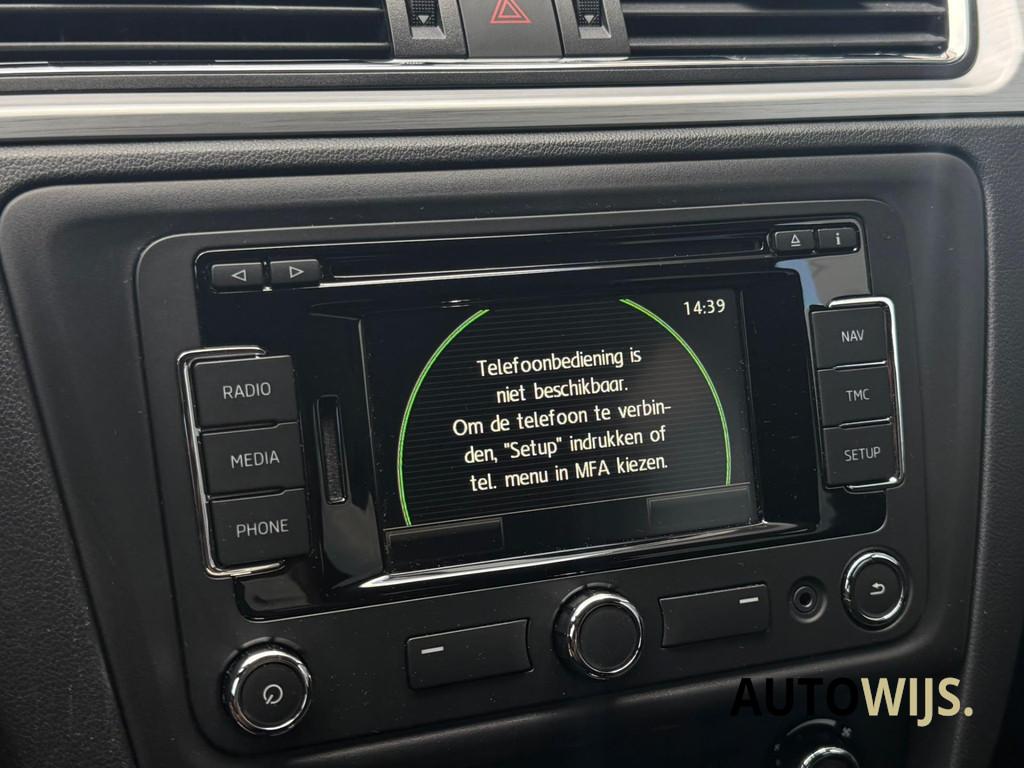 14:39
Telefoonbediening is
niet beschikbaar.
Om de telefoon te verbin-
den, "Setup" indrukken of
tel. menu in MFA kiezen.
RADIO
MEDIA
PHONE
i
NAV
TMC
SETUP
AUTOWIJS.